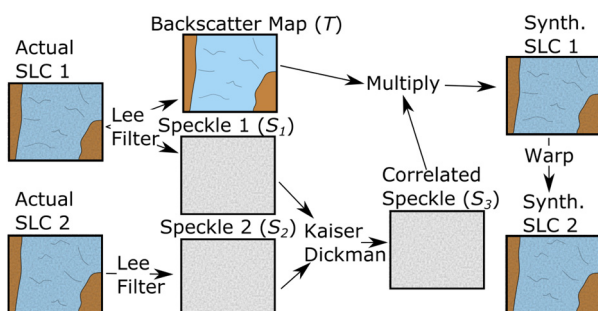 Backscatter Map (T)
Actual
SLC 1
Synth.
SLC 1
Lee
Filter
Multiply
Speckle 1 (S₁)
Warp
Correlated
Speckle (S₃)
Actual
SLC 2
Speckle 2 (S₂)
Synth.
SLC 2
Kaiser
Dickman
Lee
Filter